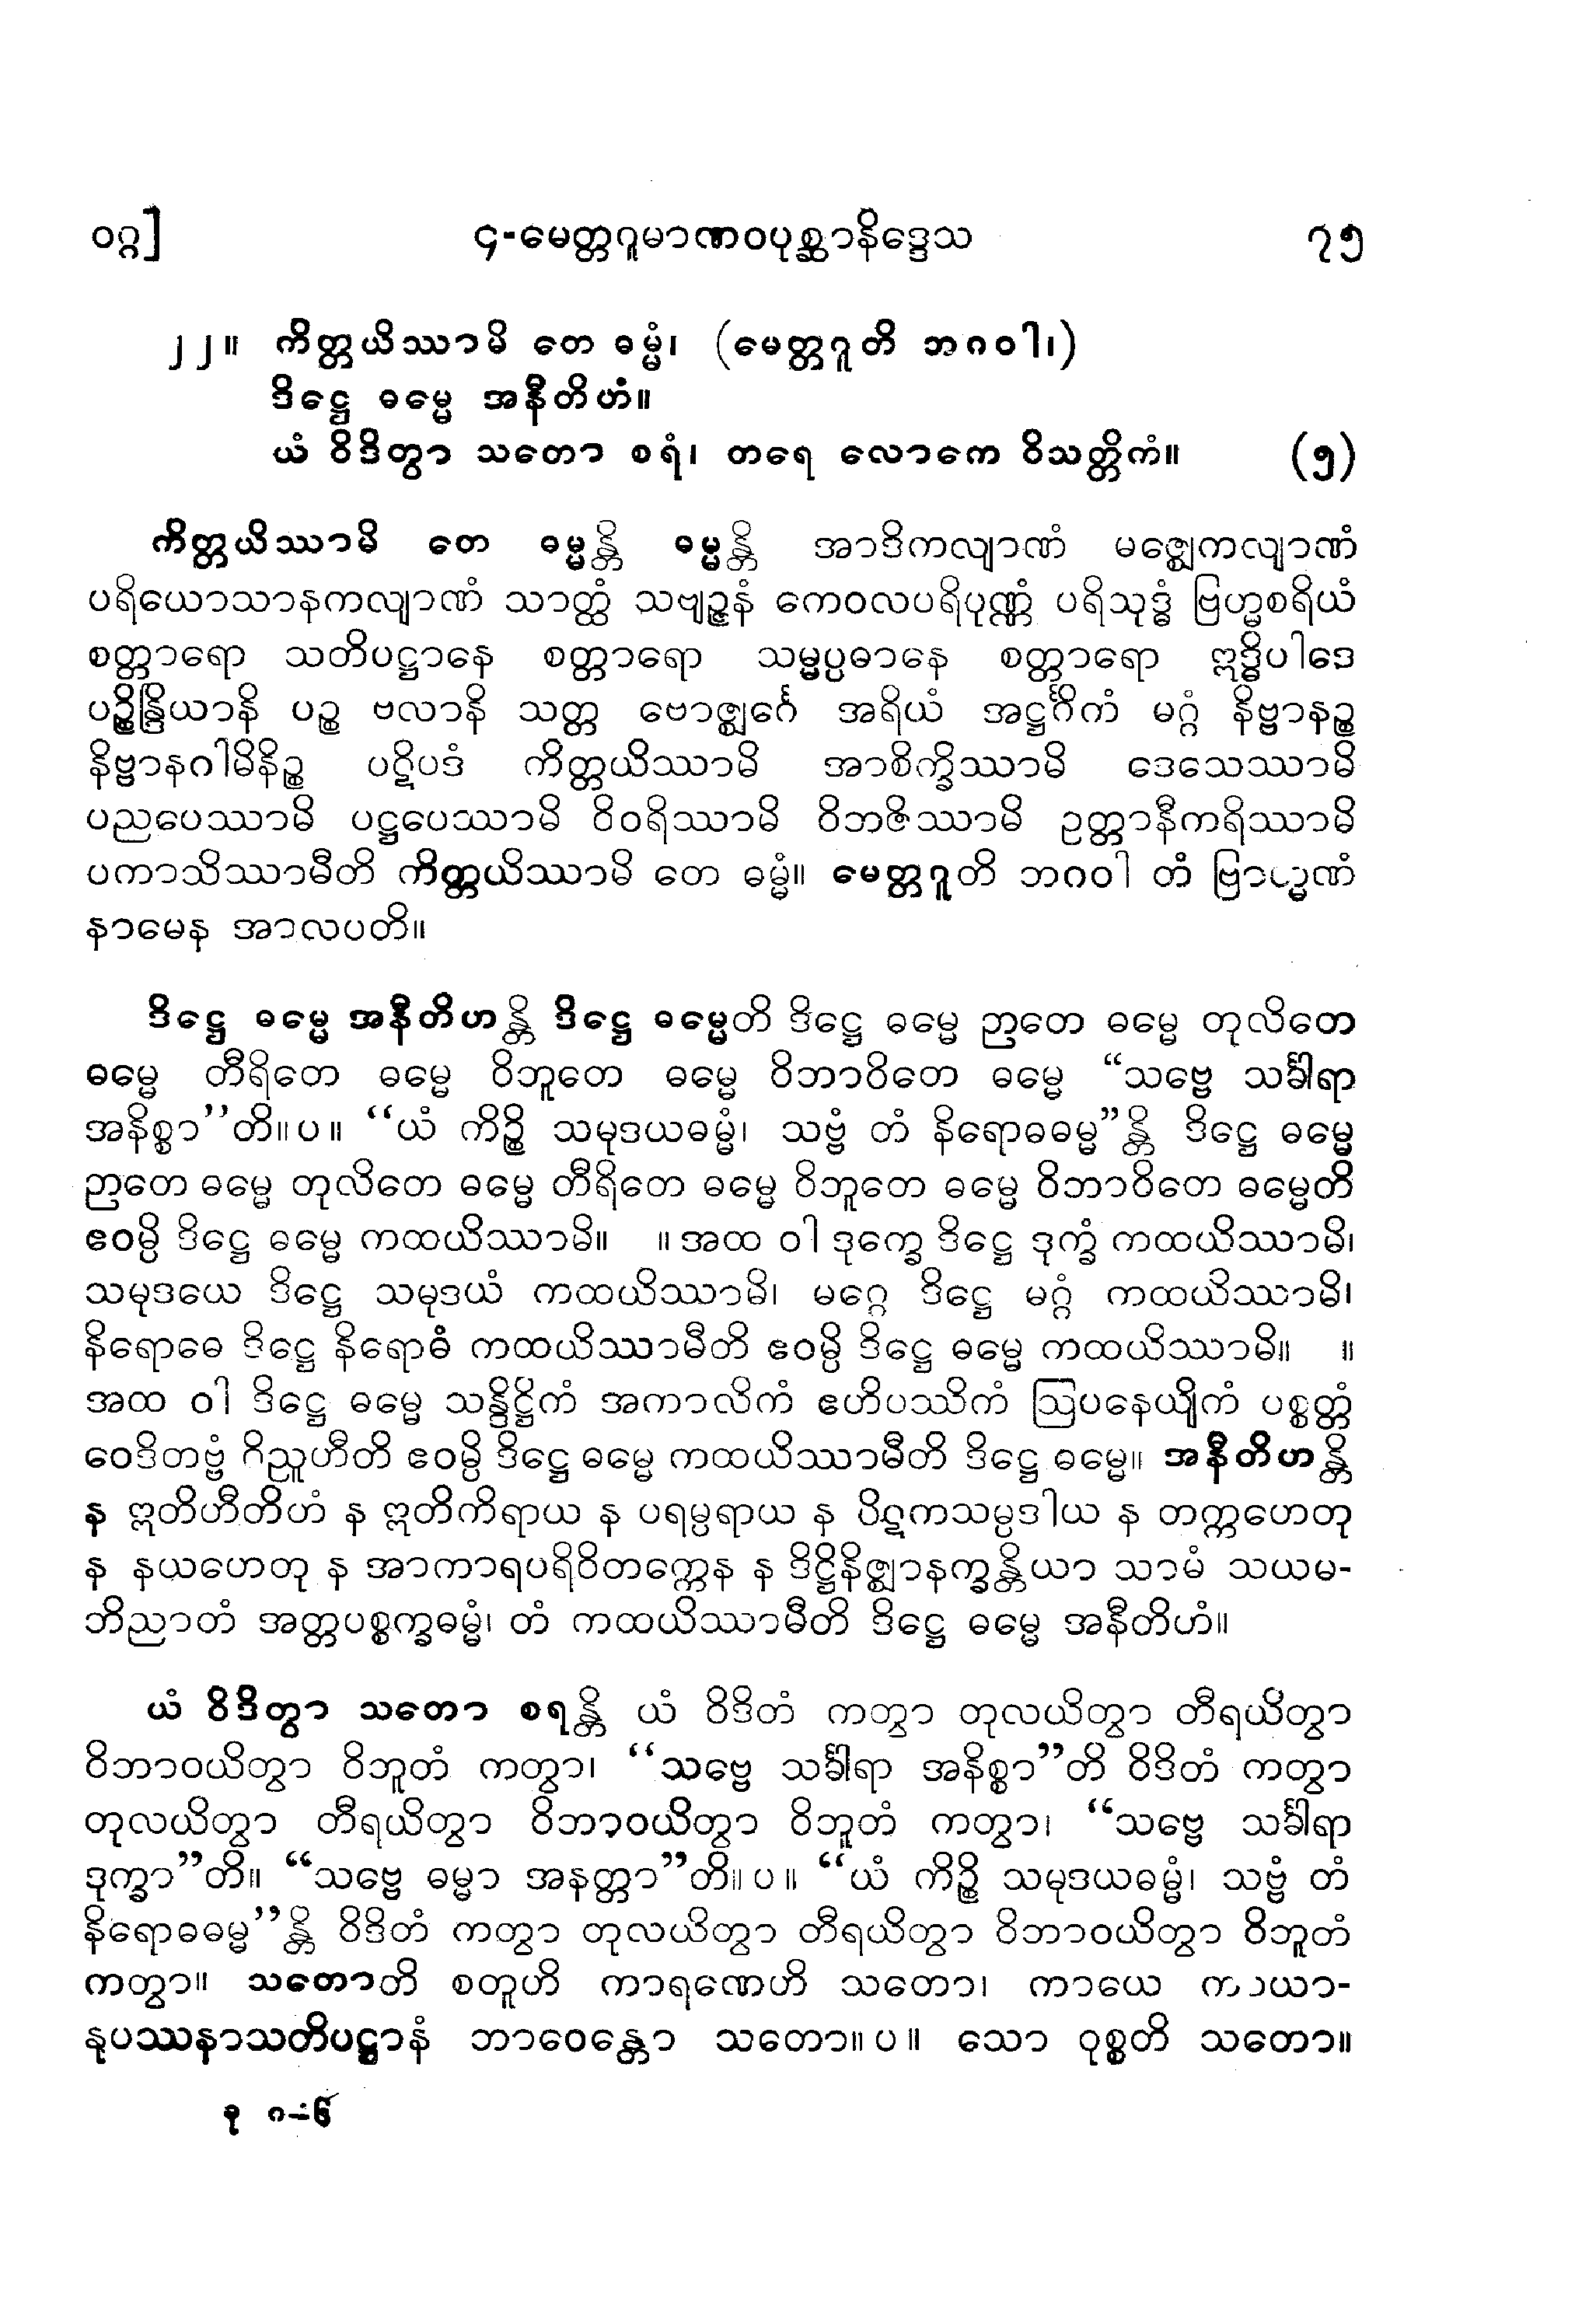 ဝဂ္ဂ] ၄-မေတ္တဂူမာဏဝပုစ္ဆာနိဒ္ဒေသ ၇၅
၂၂။ ကိတ္တယိဿာမိ တေ ဓမ္မံ၊ (မေတ္တဂူတိ ဘဂဝါ၊)
ဒိဋ္ဌေ ဓမ္မေ အနီတိဟံ။
ယံ ဝိဒိတွာ သတော စရံ၊ တရေ လောကေ ဝိသတ္တိကံ။ (၅)
ကိတ္တယိဿာမိ တေ ဓမ္မန္တိ ဓမ္မန္တိ အာဒိကလျာဏံ မဇ္ဈေကလျာဏံ
ပရိယောသာနကလျာဏံ သာတ္ထံ သဗျဉ္ဇနံ ကေဝလပရိပုဏ္ဏံ ပရိသုဒ္ဓံ ဗြဟ္မစရိယံ
စတ္တာရော သတိပဋ္ဌာနေ စတ္တာရော သမ္မပ္ပဓာနေ စတ္တာရော ဣဒ္ဓိပါဒေ
ပဉ္စိန္ဒြိယာနိ ပဉ္စ ဗလာနိ သတ္တ ဗောဇ္ဈင်္ဂေ အရိယံ အဋ္ဌင်္ဂိကံ မဂ္ဂံ နိဗ္ဗာနဉ္စ
နိဗ္ဗာနဂါမိနိဉ္စ ပဋိပဒံ ကိတ္တယိဿာမိ အာစိက္ခိဿာမိ ဒေသေဿာမိ
ပညပေဿာမိ ပဋ္ဌပေဿာမိ ဝိဝရိဿာမိ ဝိဘဇိဿာမိ ဥတ္တာနီကရိဿာမိ
ပကာသိဿာမီတိ ကိတ္တယိဿာမိ တေ ဓမ္မံ။ မေတ္တဂူတိ ဘဂဝါ တံ ဗြာဟ္မဏံ
နာမေန အာလပတိ။
ဒိဋ္ဌေ ဓမ္မေ အနီတိဟန္တိ ဒိဋ္ဌေ ဓမ္မေတိ ဒိဋ္ဌေ ဓမ္မေ ဉာတေ ဓမ္မေ တုလိတေ
ဓမ္မေ တီရိတေ ဓမ္မေ ဝိဘူတေ ဓမ္မေ ဝိဘာဝိတေ ဓမ္မေ “သဗ္ဗေ သင်္ခါရာ
အနိစ္စာ”တိ။ပ။ “ယံ ကိဉ္စိ သမုဒယဓမ္မံ၊ သဗ္ဗံ တံ နိရောဓဓမ္မ”န္တိ ဒိဋ္ဌေ ဓမ္မေ
ဉာတေ ဓမ္မေ တုလိတေ ဓမ္မေ တီရိတေ ဓမ္မေ ဝိဘူတေ ဓမ္မေ ဝိဘာဝိတေ ဓမ္မေတိ
ဧဝမ္ပိ ဒိဋ္ဌေ ဓမ္မေ ကထယိဿာမိ။ ။အထ ဝါ ဒုက္ခေ ဒိဋ္ဌေ ဒုက္ခံ ကထယိဿာမိ၊
သမုဒယေ ဒိဋ္ဌေ သမုဒယံ ကထယိဿာမိ၊ မဂ္ဂေ ဒိဋ္ဌေ မဂ္ဂံ ကထယိဿာမိ၊
နိရောဓေ ဒိဋ္ဌေ နိရောဓံ ကထယိဿာမီတိ ဧဝမ္ပိ ဒိဋ္ဌေ ဓမ္မေ ကထယိဿာမိ။ ။
အထ ဝါ ဒိဋ္ဌေ ဓမ္မေ သန္ဒိဋ္ဌိကံ အကာလိကံ ဧဟိပဿိကံ ဩပနေယျိကံ ပစ္စတ္တံ
ဝေဒိတဗ္ဗံ ဝိညူဟီတိ ဧဝမ္ပိ ဒိဋ္ဌေ ဓမ္မေ ကထယိဿာမီတိ ဒိဋ္ဌေ ဓမ္မေ။ အနီတိဟန္တိ
န ဣတိဟီတိဟံ န ဣတိကိရာယ န ပရမ္ပရာယ န ပိဋကသမ္ပဒါယ န တက္ကဟေတု
န နယဟေတု န အာကာရပရိဝိတက္ကေန န ဒိဋ္ဌိနိဇ္ဈာနက္ခန္တိယာ သာမံ သယမ-
ဘိညာတံ အတ္တပစ္စက္ခဓမ္မံ၊ တံ ကထယိဿာမီတိ ဒိဋ္ဌေ ဓမ္မေ အနီတိဟံ။
ယံ ဝိဒိတွာ သတော စရန္တိ ယံ ဝိဒိတံ ကတွာ တုလယိတွာ တီရယိတွာ
ဝိဘာဝယိတွာ ဝိဘူတံ ကတွာ၊ “သဗ္ဗေ သင်္ခါရာ အနိစ္စာ”တိ ဝိဒိတံ ကတွာ
တုလယိတွာ တီရယိတွာ ဝိဘာဝယိတွာ ဝိဘူတံ ကတွာ၊ “သဗ္ဗေ သင်္ခါရာ
ဒုက္ခာ”တိ။ “သဗ္ဗေ ဓမ္မာ အနတ္တာ”တိ။ပ။ “ယံ ကိဉ္စိ သမုဒယဓမ္မံ၊ သဗ္ဗံ တံ
နိရောဓဓမ္မ”န္တိ ဝိဒိတံ ကတွာ တုလယိတွာ တီရယိတွာ ဝိဘာဝယိတွာ ဝိဘူတံ
ကတွာ။ သတောတိ စတူဟိ ကာရဏေဟိ သတော၊ ကာယေ ကာယာ-
နုပဿနာသတိပဋ္ဌာနံ ဘာဝေန္တော သတော။ပ။ သော ဝုစ္စတိ သတော။
ခု ဂ-၆